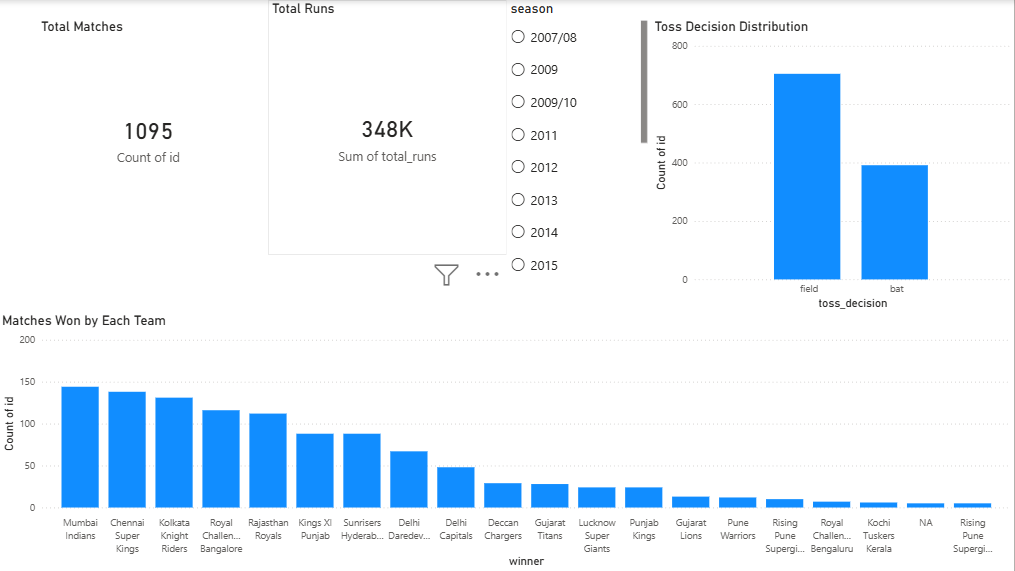 Total Matches
1095
Count of id
Total Runs
348K
Sum of total_runs
season
2007/08
2009
2009/10
2011
2012
2013
2014
2015
Toss Decision Distribution
800
600
400
200
0
Count of id
field
bat
toss_decision
Matches Won by Each Team
200
150
100
50
0
Count of id
Mumbai
Indians
Chennai
Super
Kings
Kolkata
Knight
Riders
Royal
Challen...
Bangalore
Rajasthan
Royals
Kings XI
Punjab
Sunrisers
Hyderab...
Delhi
Daredev...
Delhi
Capitals
Deccan
Chargers
Gujarat
Titans
Lucknow
Super
Giants
Punjab
Kings
Gujarat
Lions
Pune
Warriors
Rising
Pune
Supergi...
Royal
Challen...
Bengaluru
Kochi
Tuskers
Kerala
NA
Rising
Pune
Supergi...
winner